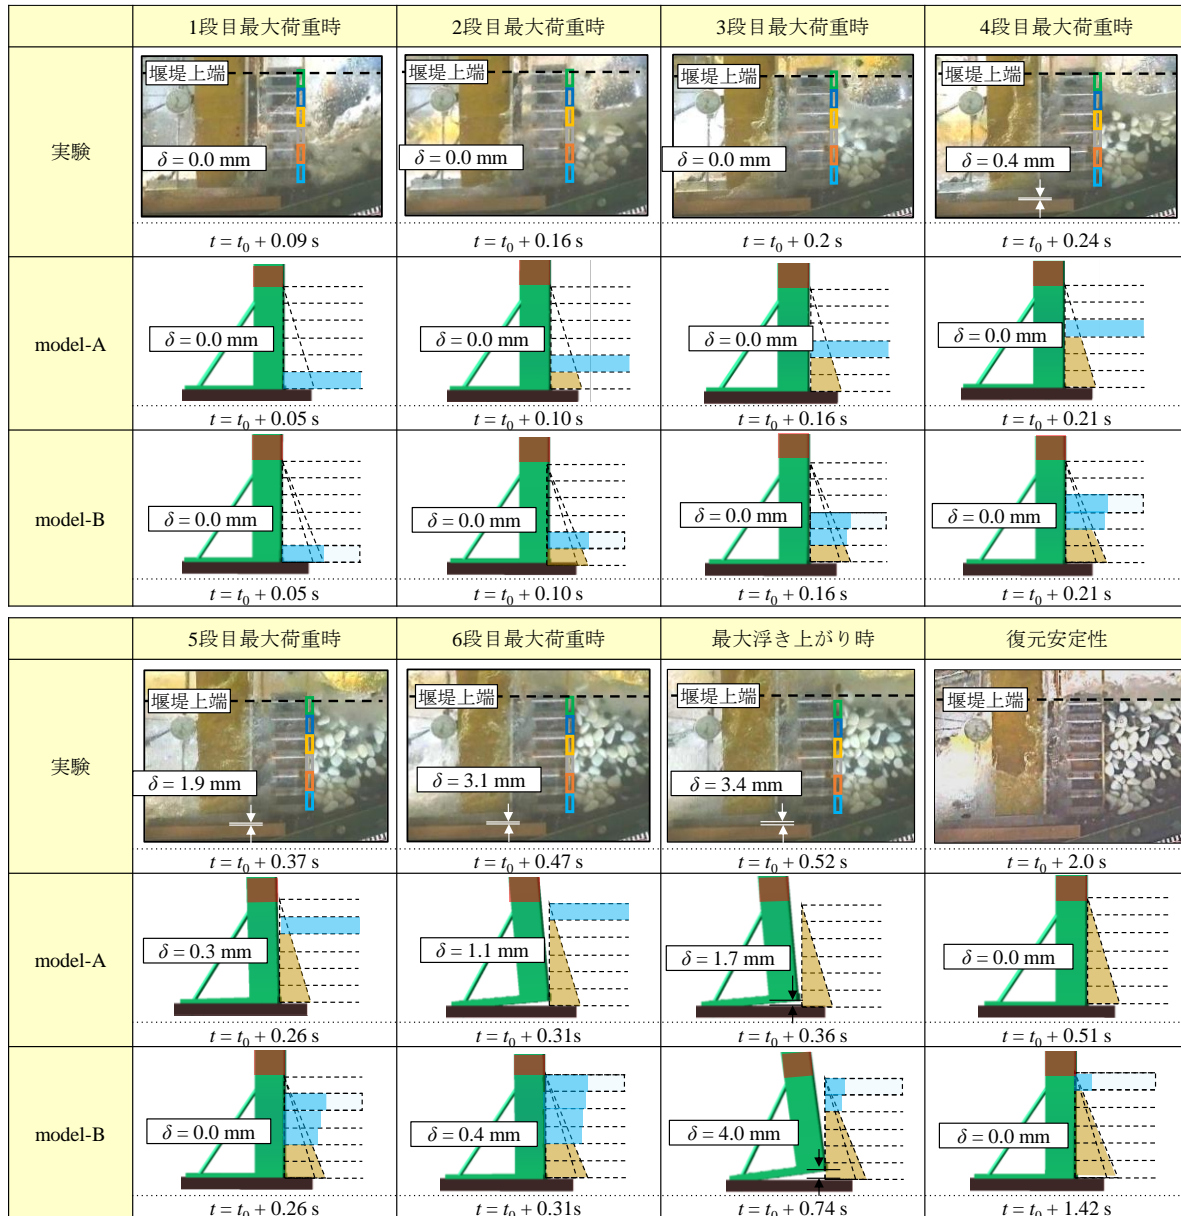 1段目最大荷重時 2段目最大荷重時 3段目最大荷重時 4段目最大荷重時
実験
堰堤上端 堰堤上端 堰堤上端 堰堤上端
δ = 0.0 mm δ = 0.0 mm δ = 0.0 mm δ = 0.4 mm
t = t0 + 0.09 s t = t0 + 0.16 s t = t0 + 0.2 s t = t0 + 0.24 s
model-A
δ = 0.0 mm δ = 0.0 mm δ = 0.0 mm δ = 0.0 mm
t = t0 + 0.05 s t = t0 + 0.10 s t = t0 + 0.16 s t = t0 + 0.21 s
model-B
δ = 0.0 mm δ = 0.0 mm δ = 0.0 mm δ = 0.0 mm
t = t0 + 0.05 s t = t0 + 0.10 s t = t0 + 0.16 s t = t0 + 0.21 s
5段目最大荷重時 6段目最大荷重時 最大浮き上がり時 復元安定性
実験
堰堤上端 堰堤上端 堰堤上端 堰堤上端
δ = 1.9 mm δ = 3.1 mm δ = 3.4 mm
t = t0 + 0.37 s t = t0 + 0.47 s t = t0 + 0.52 s t = t0 + 2.0 s
model-A
δ = 0.3 mm δ = 1.1 mm δ = 1.7 mm δ = 0.0 mm
t = t0 + 0.26 s t = t0 + 0.31 s t = t0 + 0.36 s t = t0 + 0.51 s
model-B
δ = 0.0 mm δ = 0.4 mm δ = 4.0 mm δ = 0.0 mm
t = t0 + 0.26 s t = t0 + 0.31 s t = t0 + 0.74 s t = t0 + 1.42 s